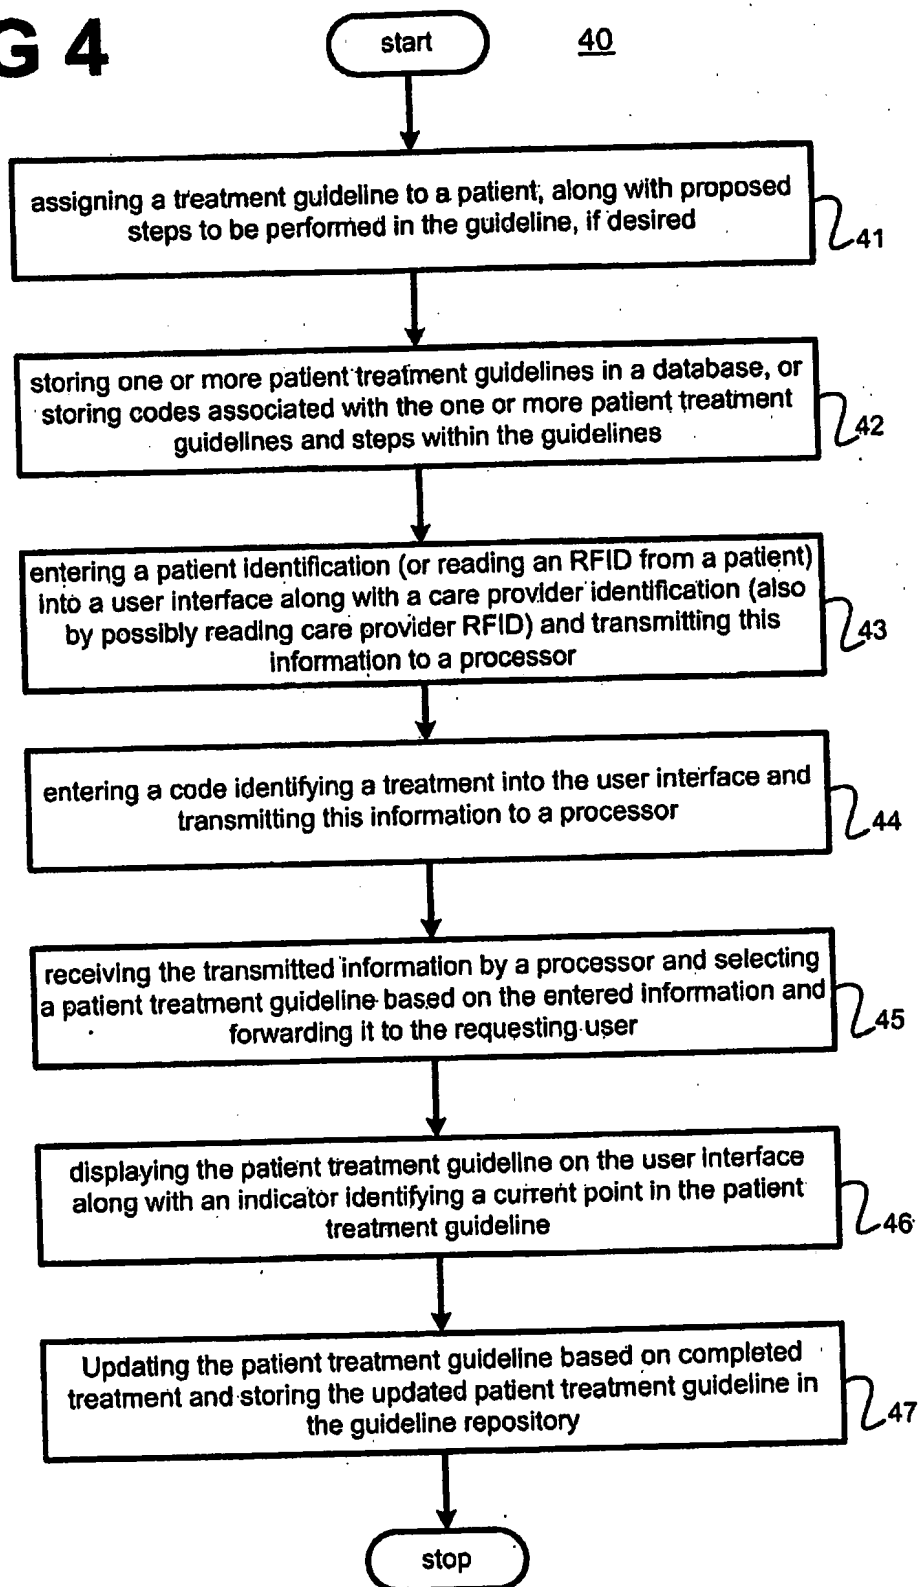 G 4
start
40
assigning a treatment guideline to a patient, along with proposed
steps to be performed in the guideline, if desired
41
storing one or more patient treatment guidelines in a database, or
storing codes associated with the one or more patient treatment
guidelines and steps within the guidelines
42
entering a patient identification (or reading an RFID from a patient)
into a user interface along with a care provider identification (also
by possibly reading care provider RFID) and transmitting this
information to a processor
43
entering a code identifying a treatment into the user interface and
transmitting this information to a processor
44
receiving the transmitted information by a processor and selecting
a patient treatment guideline based on the entered information and
forwarding it to the requesting user
45
displaying the patient treatment guideline on the user interface
along with an indicator identifying a current point in the patient
treatment guideline
46
Updating the patient treatment guideline based on completed
treatment and storing the updated patient treatment guideline in
the guideline repository
47
stop